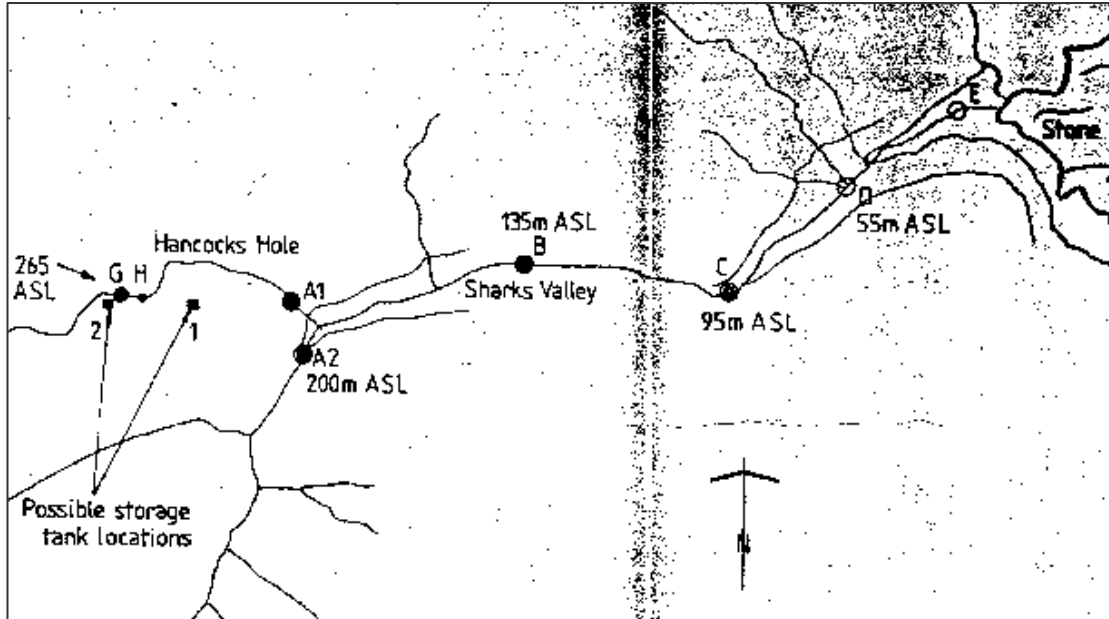 E
Stone
D
55m ASL
135m ASL
B
Hancocks Hole
265
ASL
G H
C
Sharks Valley
A1
2
1
95m ASL
A2
200m ASL
Possible storage
tank locations
N